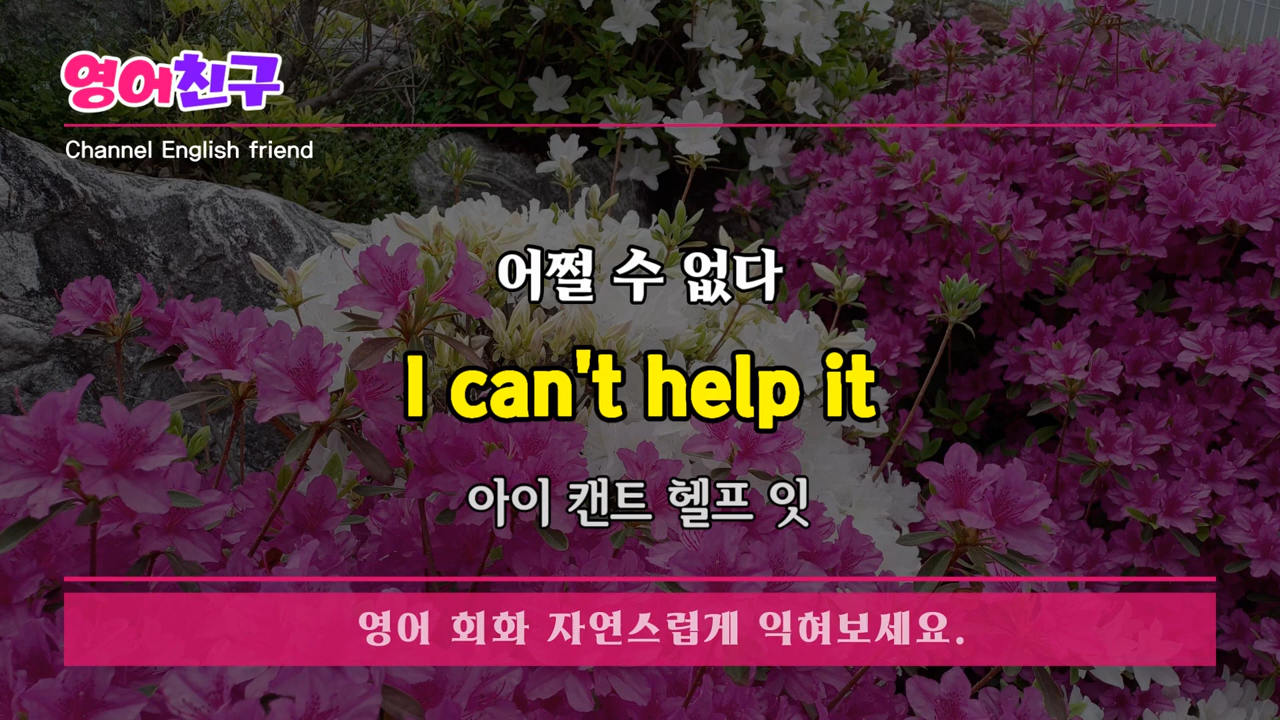 영어친구
Channel English friend
어쩔 수 없다
I can't help it
아이 캔트 헬프 잇
영어 회화 자연스럽게 익혀보세요.